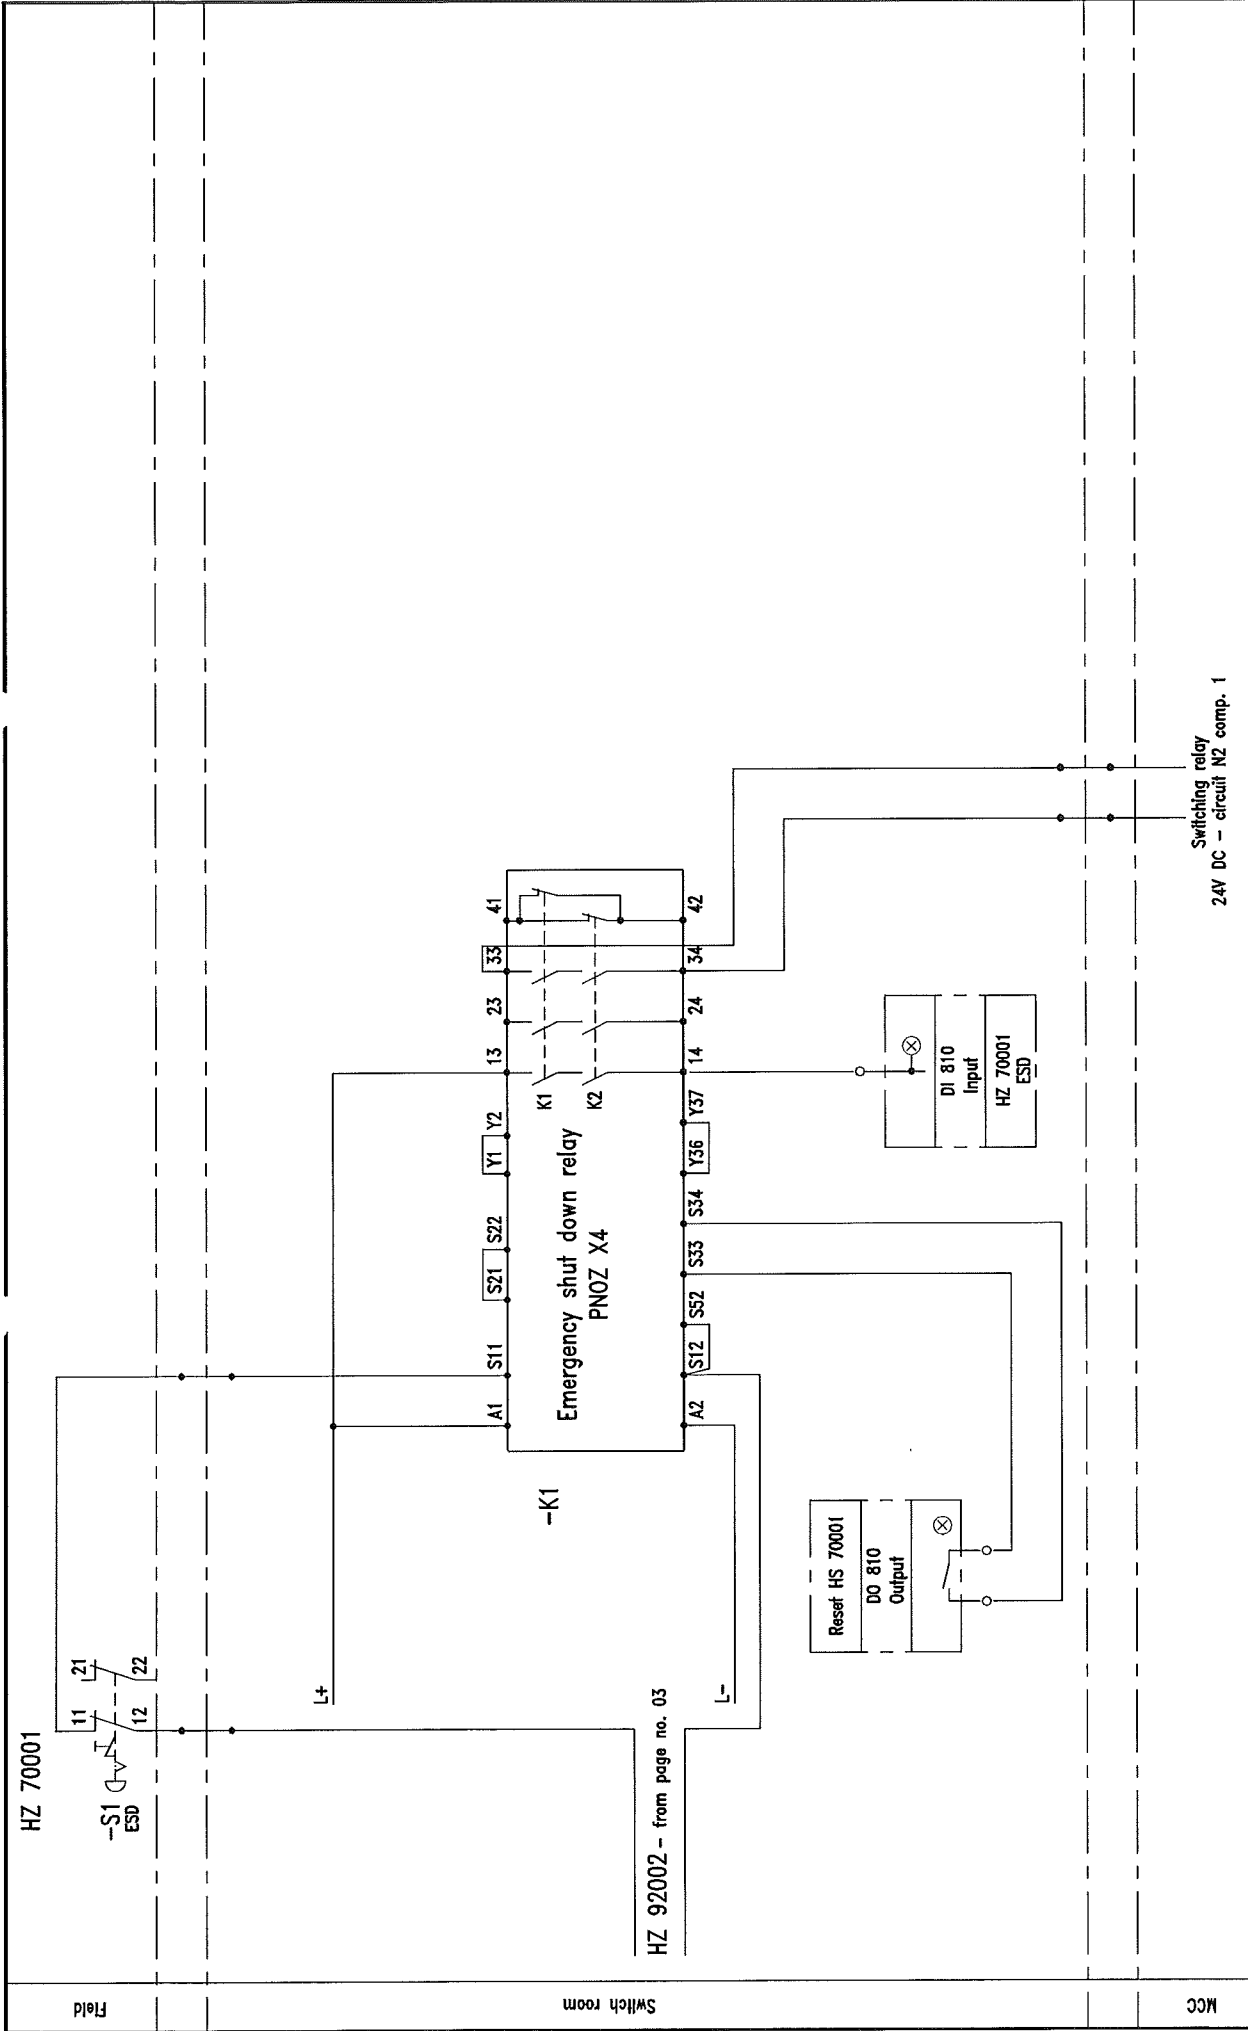 Field
Switch room
MCC
HZ 70001
-S1
ESD
11
21
12
22
L+
HZ 92002 - from page no. 03
L-
-K1
A1
S11
S21
S22
Y1
Y2
13
23
33
41
Emergency shut down relay
PNOZ X4
K1
K2
A2
S12
S52
S33
S34
Y36
Y37
14
24
34
42
Reset HS 70001
DO 810
Output
DI 810
Input
HZ 70001
ESD
Switching relay
24V DC - circuit N2 comp. 1